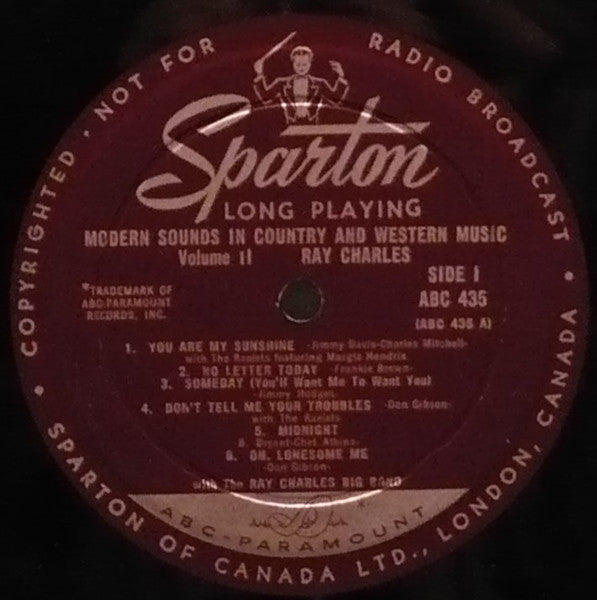 COPYRIGHTED · NOT FOR RADIO BROADCAST
Sparton
LONG PLAYING
MODERN SOUNDS IN COUNTRY AND WESTERN MUSIC
Volume II RAY CHARLES
SIDE I
*TRADEMARK OF ABC 435
ABC-PARAMOUNT
RECORDS, INC. (ABC 435 A)
1. YOU ARE MY SUNSHINE -Jimmy Davis-Charles Mitchell-
with The Raelets featuring Margie Hendrix
2. NO LETTER TODAY -Frankie Brown-
3. SOMEDAY (You'll Want Me To Want You)
-Jimmy Hodges-
4. DON'T TELL ME YOUR TROUBLES -Don Gibson-
with The Raelets
5. MIDNIGHT
B. Bryant-Chet Atkins
6. OH, LONESOME ME
-Don Gibson-
with The RAY CHARLES BIG BAND
ABC-PARAMOUNT*
SPARTON OF CANADA LTD., LONDON, CANADA